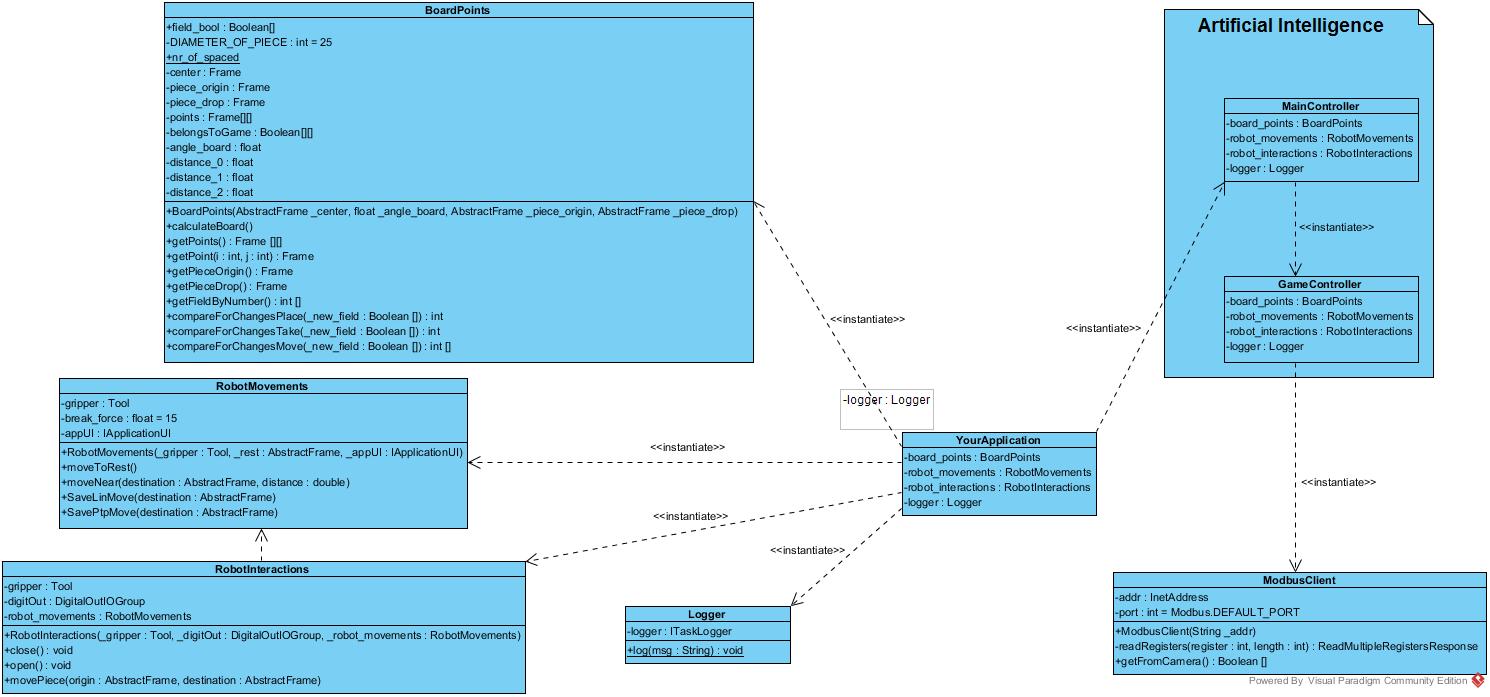 BoardPoints
+field_bool : Boolean[]
-DIAMETER_OF_PIECE : int = 25
+nr_of_spaced
-center : Frame
-piece_origin : Frame
-piece_drop : Frame
-points : Frame[][]
-belongsToGame : Boolean[][]
-angle_board : float
-distance_0 : float
-distance_1 : float
-distance_2 : float
+BoardPoints(AbstractFrame _center, float _angle_board, AbstractFrame _piece_origin, AbstractFrame _piece_drop)
+calculateBoard()
+getPoints() : Frame [][]
+getPoint(i : int, j : int) : Frame
+getPieceOrigin() : Frame
+getPieceDrop() : Frame
+getFieldByNumber() : int []
+compareForChangesPlace(_new_field : Boolean []) : int
+compareForChangesTake(_new_field : Boolean []) : int
+compareForChangesMove(_new_field : Boolean []) : int []
Artificial Intelligence
MainController
-board_points : BoardPoints
-robot_movements : RobotMovements
-robot_interactions : RobotInteractions
-logger : Logger
<<instantiate>>
GameController
-board_points : BoardPoints
-robot_movements : RobotMovements
-robot_interactions : RobotInteractions
-logger : Logger
<<instantiate>>
<<instantiate>>
RobotMovements
-gripper : Tool
-break_force : float = 15
-appUI : IApplicationUI
+RobotMovements(_gripper : Tool, _rest : AbstractFrame, _appUI : IApplicationUI)
+moveToRest()
+moveNear(destination : AbstractFrame, distance : double)
+SaveLinMove(destination : AbstractFrame)
+SavePtpMove(destination : AbstractFrame)
-logger : Logger
YourApplication
-board_points : BoardPoints
-robot_movements : RobotMovements
-robot_interactions : RobotInteractions
-logger : Logger
<<instantiate>>
<<instantiate>>
<<instantiate>>
<<instantiate>>
RobotInteractions
-gripper : Tool
-digitOut : DigitalOutIOGroup
-robot_movements : RobotMovements
+RobotInteractions(_gripper : Tool, _digitOut : DigitalOutIOGroup, _robot_movements : RobotMovements)
+close() : void
+open() : void
+movePiece(origin : AbstractFrame, destination : AbstractFrame)
Logger
-logger : ITaskLogger
+log(msg : String) : void
ModbusClient
-addr : InetAddress
-port : int = Modbus.DEFAULT_PORT
+ModbusClient(String _addr)
-readRegisters(register : int, length : int) : ReadMultipleRegistersResponse
+getFromCamera() : Boolean []
Powered By Visual Paradigm Community Edition